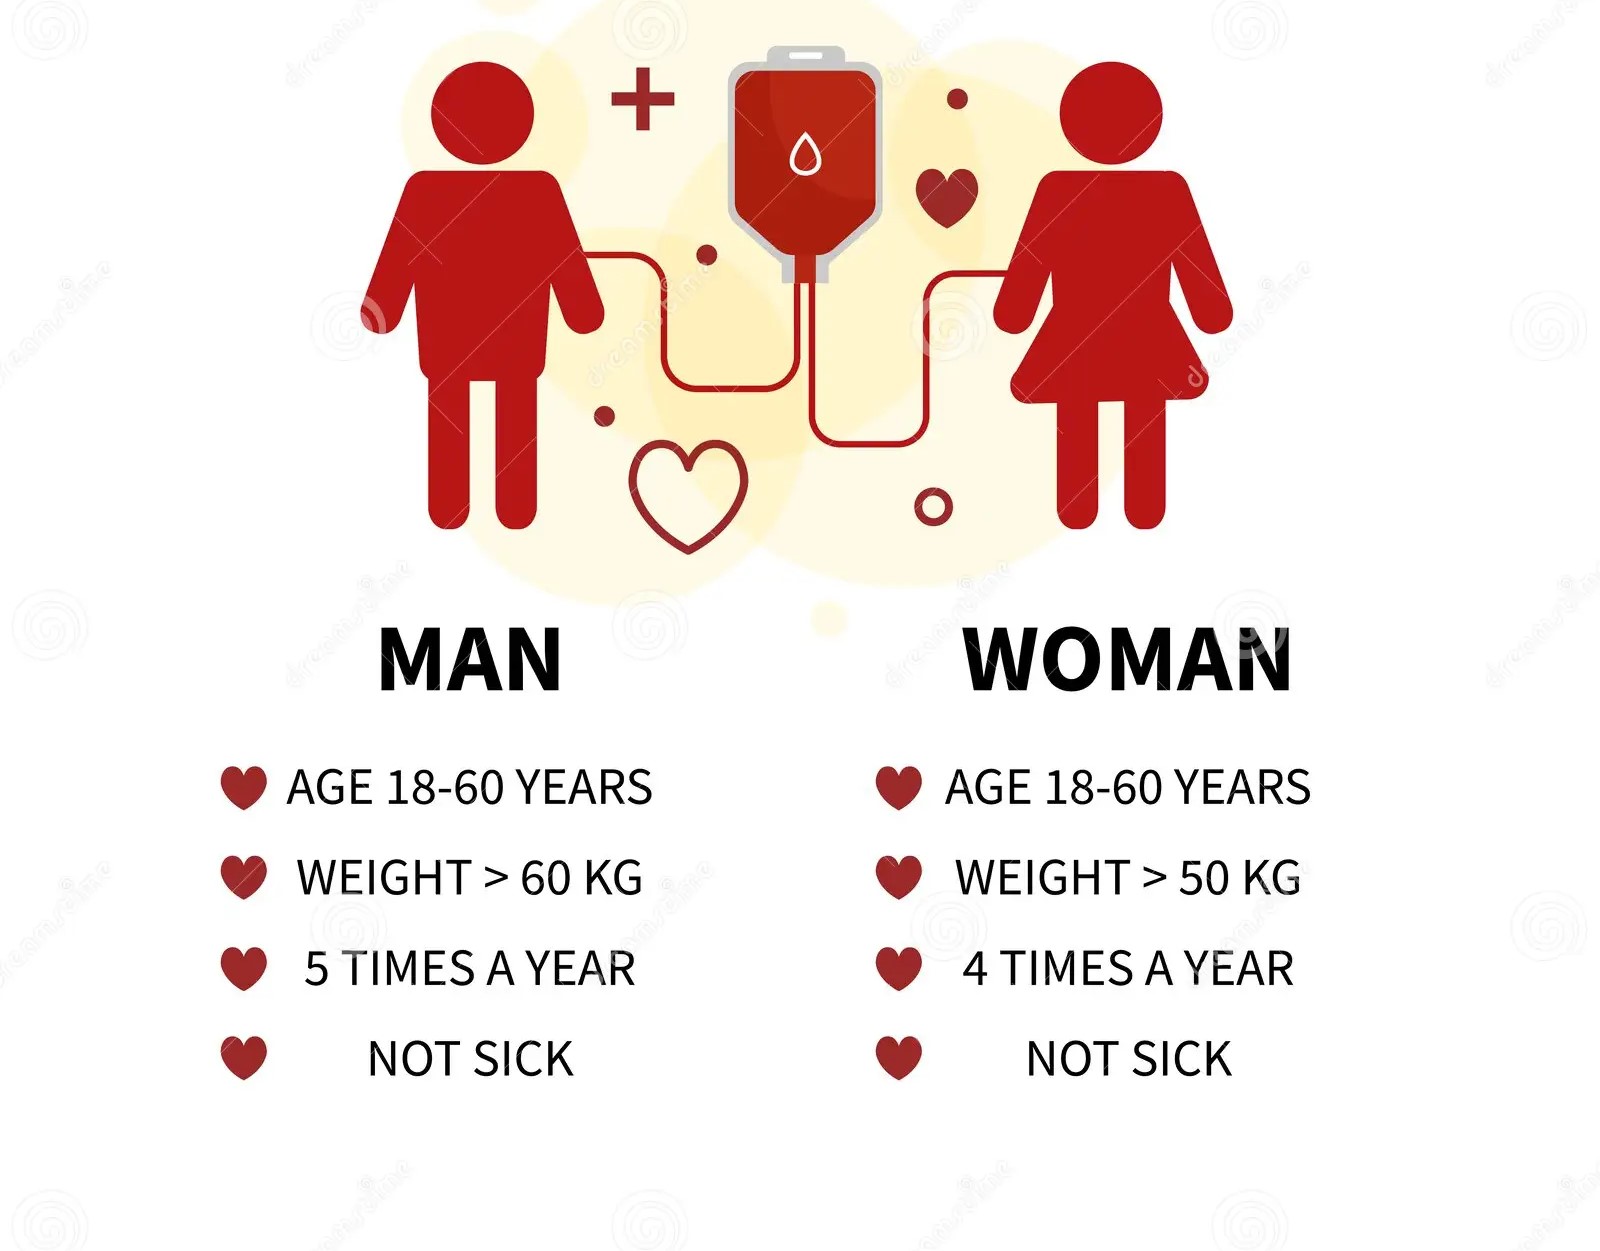 MAN
AGE 18-60 YEARS
WEIGHT > 60 KG
5 TIMES A YEAR
NOT SICK
WOMAN
AGE 18-60 YEARS
WEIGHT > 50 KG
4 TIMES A YEAR
NOT SICK
dreamstime